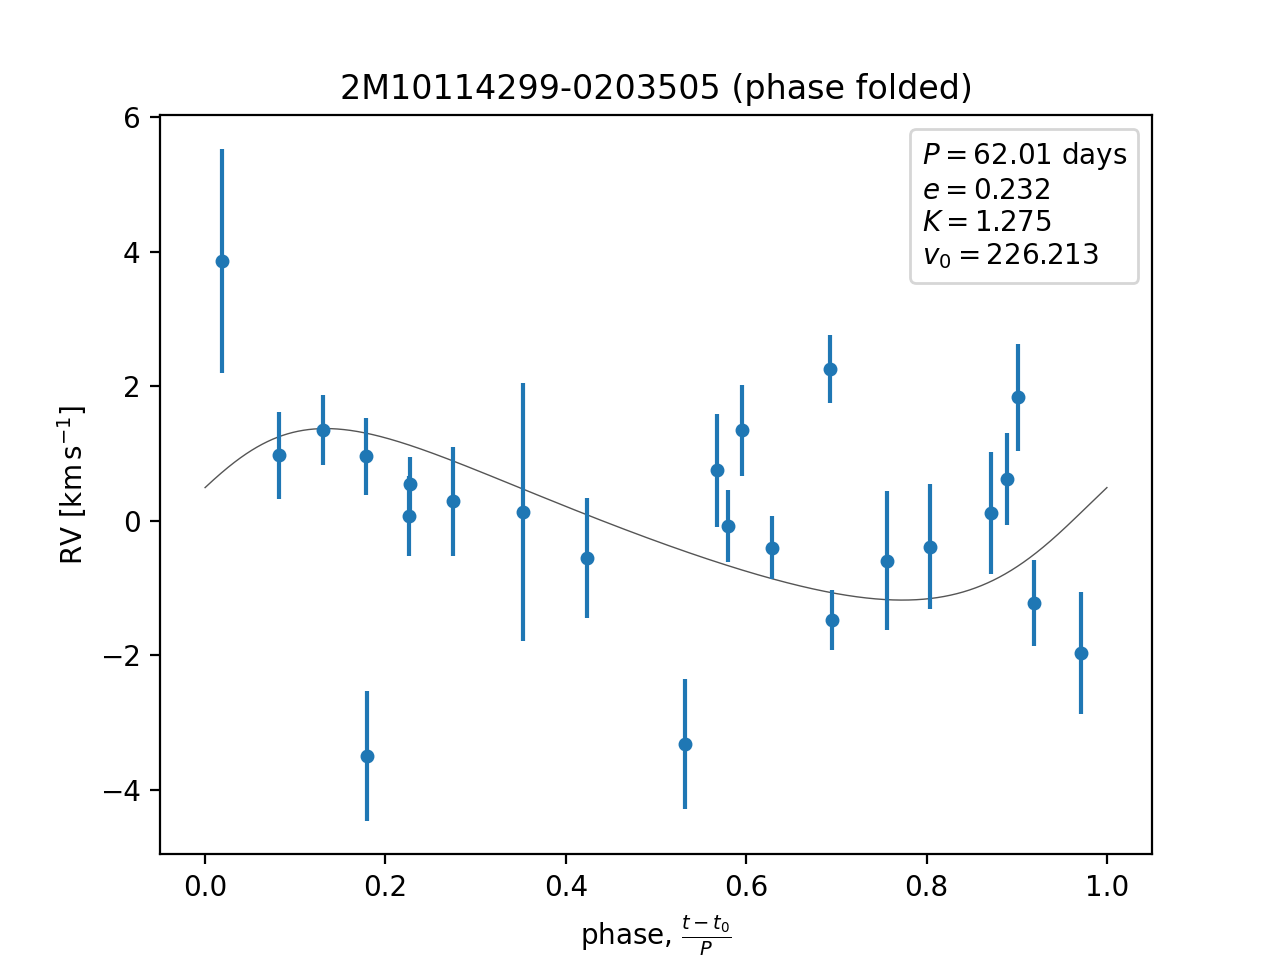 2M10114299-0203505 (phase folded)
P = 62.01 days
e = 0.232
K = 1.275
v₀ = 226.213
RV [km s⁻¹]
6
4
2
0
−2
−4
0.0 0.2 0.4 0.6 0.8 1.0
phase, (t − t₀)/P